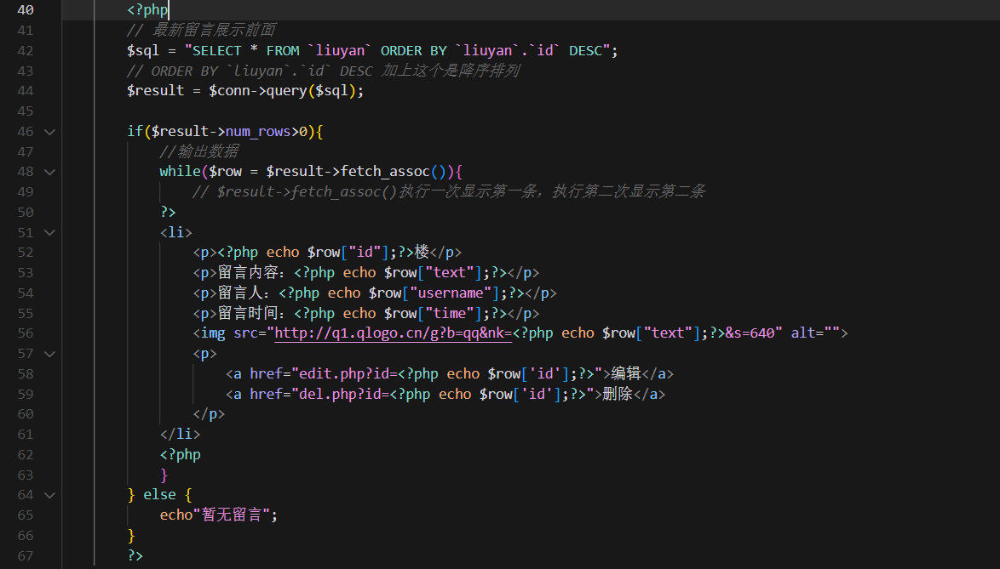 40 <?php
41 // 最新留言展示前面
42 $sql = "SELECT * FROM `liuyan` ORDER BY `liuyan`.`id` DESC";
43 // ORDER BY `liuyan`.`id` DESC 加上这个是降序排列
44 $result = $conn->query($sql);
45
46 if($result->num_rows>0){
47 //输出数据
48 while($row = $result->fetch_assoc()){
49 // $result->fetch_assoc()执行一次显示第一条，执行第二次显示第二条
50 ?>
51 <li>
52 <p><?php echo $row["id"];?>楼</p>
53 <p>留言内容：<?php echo $row["text"];?></p>
54 <p>留言人：<?php echo $row["username"];?></p>
55 <p>留言时间：<?php echo $row["time"];?></p>
56 <img src="http://q1.qlogo.cn/g?b=qq&nk=<?php echo $row["text"];?>&s=640" alt="">
57 <p>
58 <a href="edit.php?id=<?php echo $row['id'];?>">编辑</a>
59 <a href="del.php?id=<?php echo $row['id'];?>">删除</a>
60 </p>
61 </li>
62 <?php
63 }
64 } else {
65 echo"暂无留言";
66 }
67 ?>